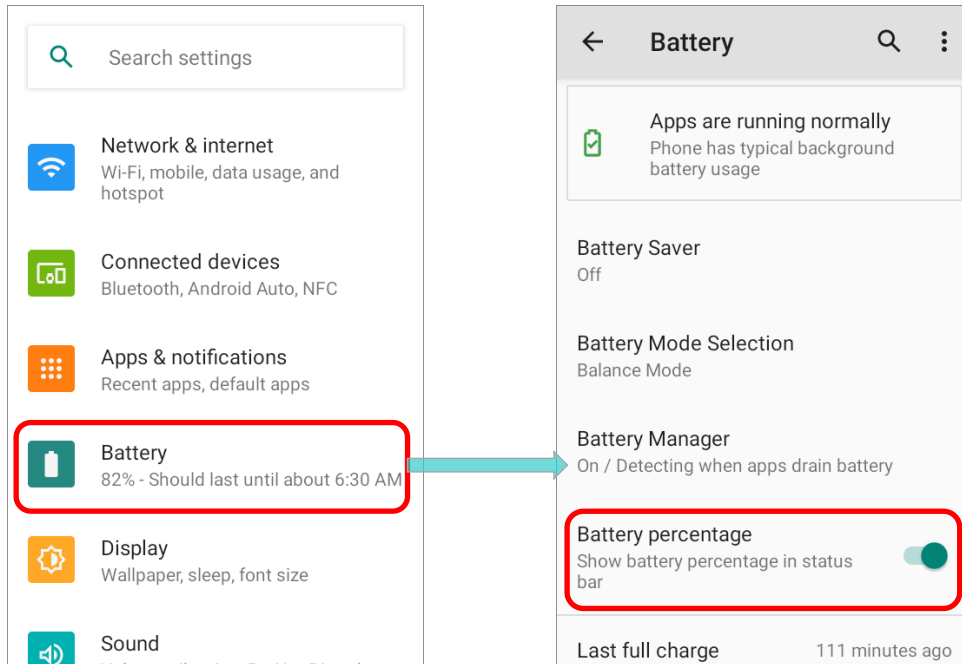 Search settings
Network & internet
Wi-Fi, mobile, data usage, and
hotspot
Connected devices
Bluetooth, Android Auto, NFC
Apps & notifications
Recent apps, default apps
Battery
82% - Should last until about 6:30 AM
Display
Wallpaper, sleep, font size
Sound
Battery
Apps are running normally
Phone has typical background
battery usage
Battery Saver
Off
Battery Mode Selection
Balance Mode
Battery Manager
On / Detecting when apps drain battery
Battery percentage
Show battery percentage in status
bar
Last full charge
111 minutes ago